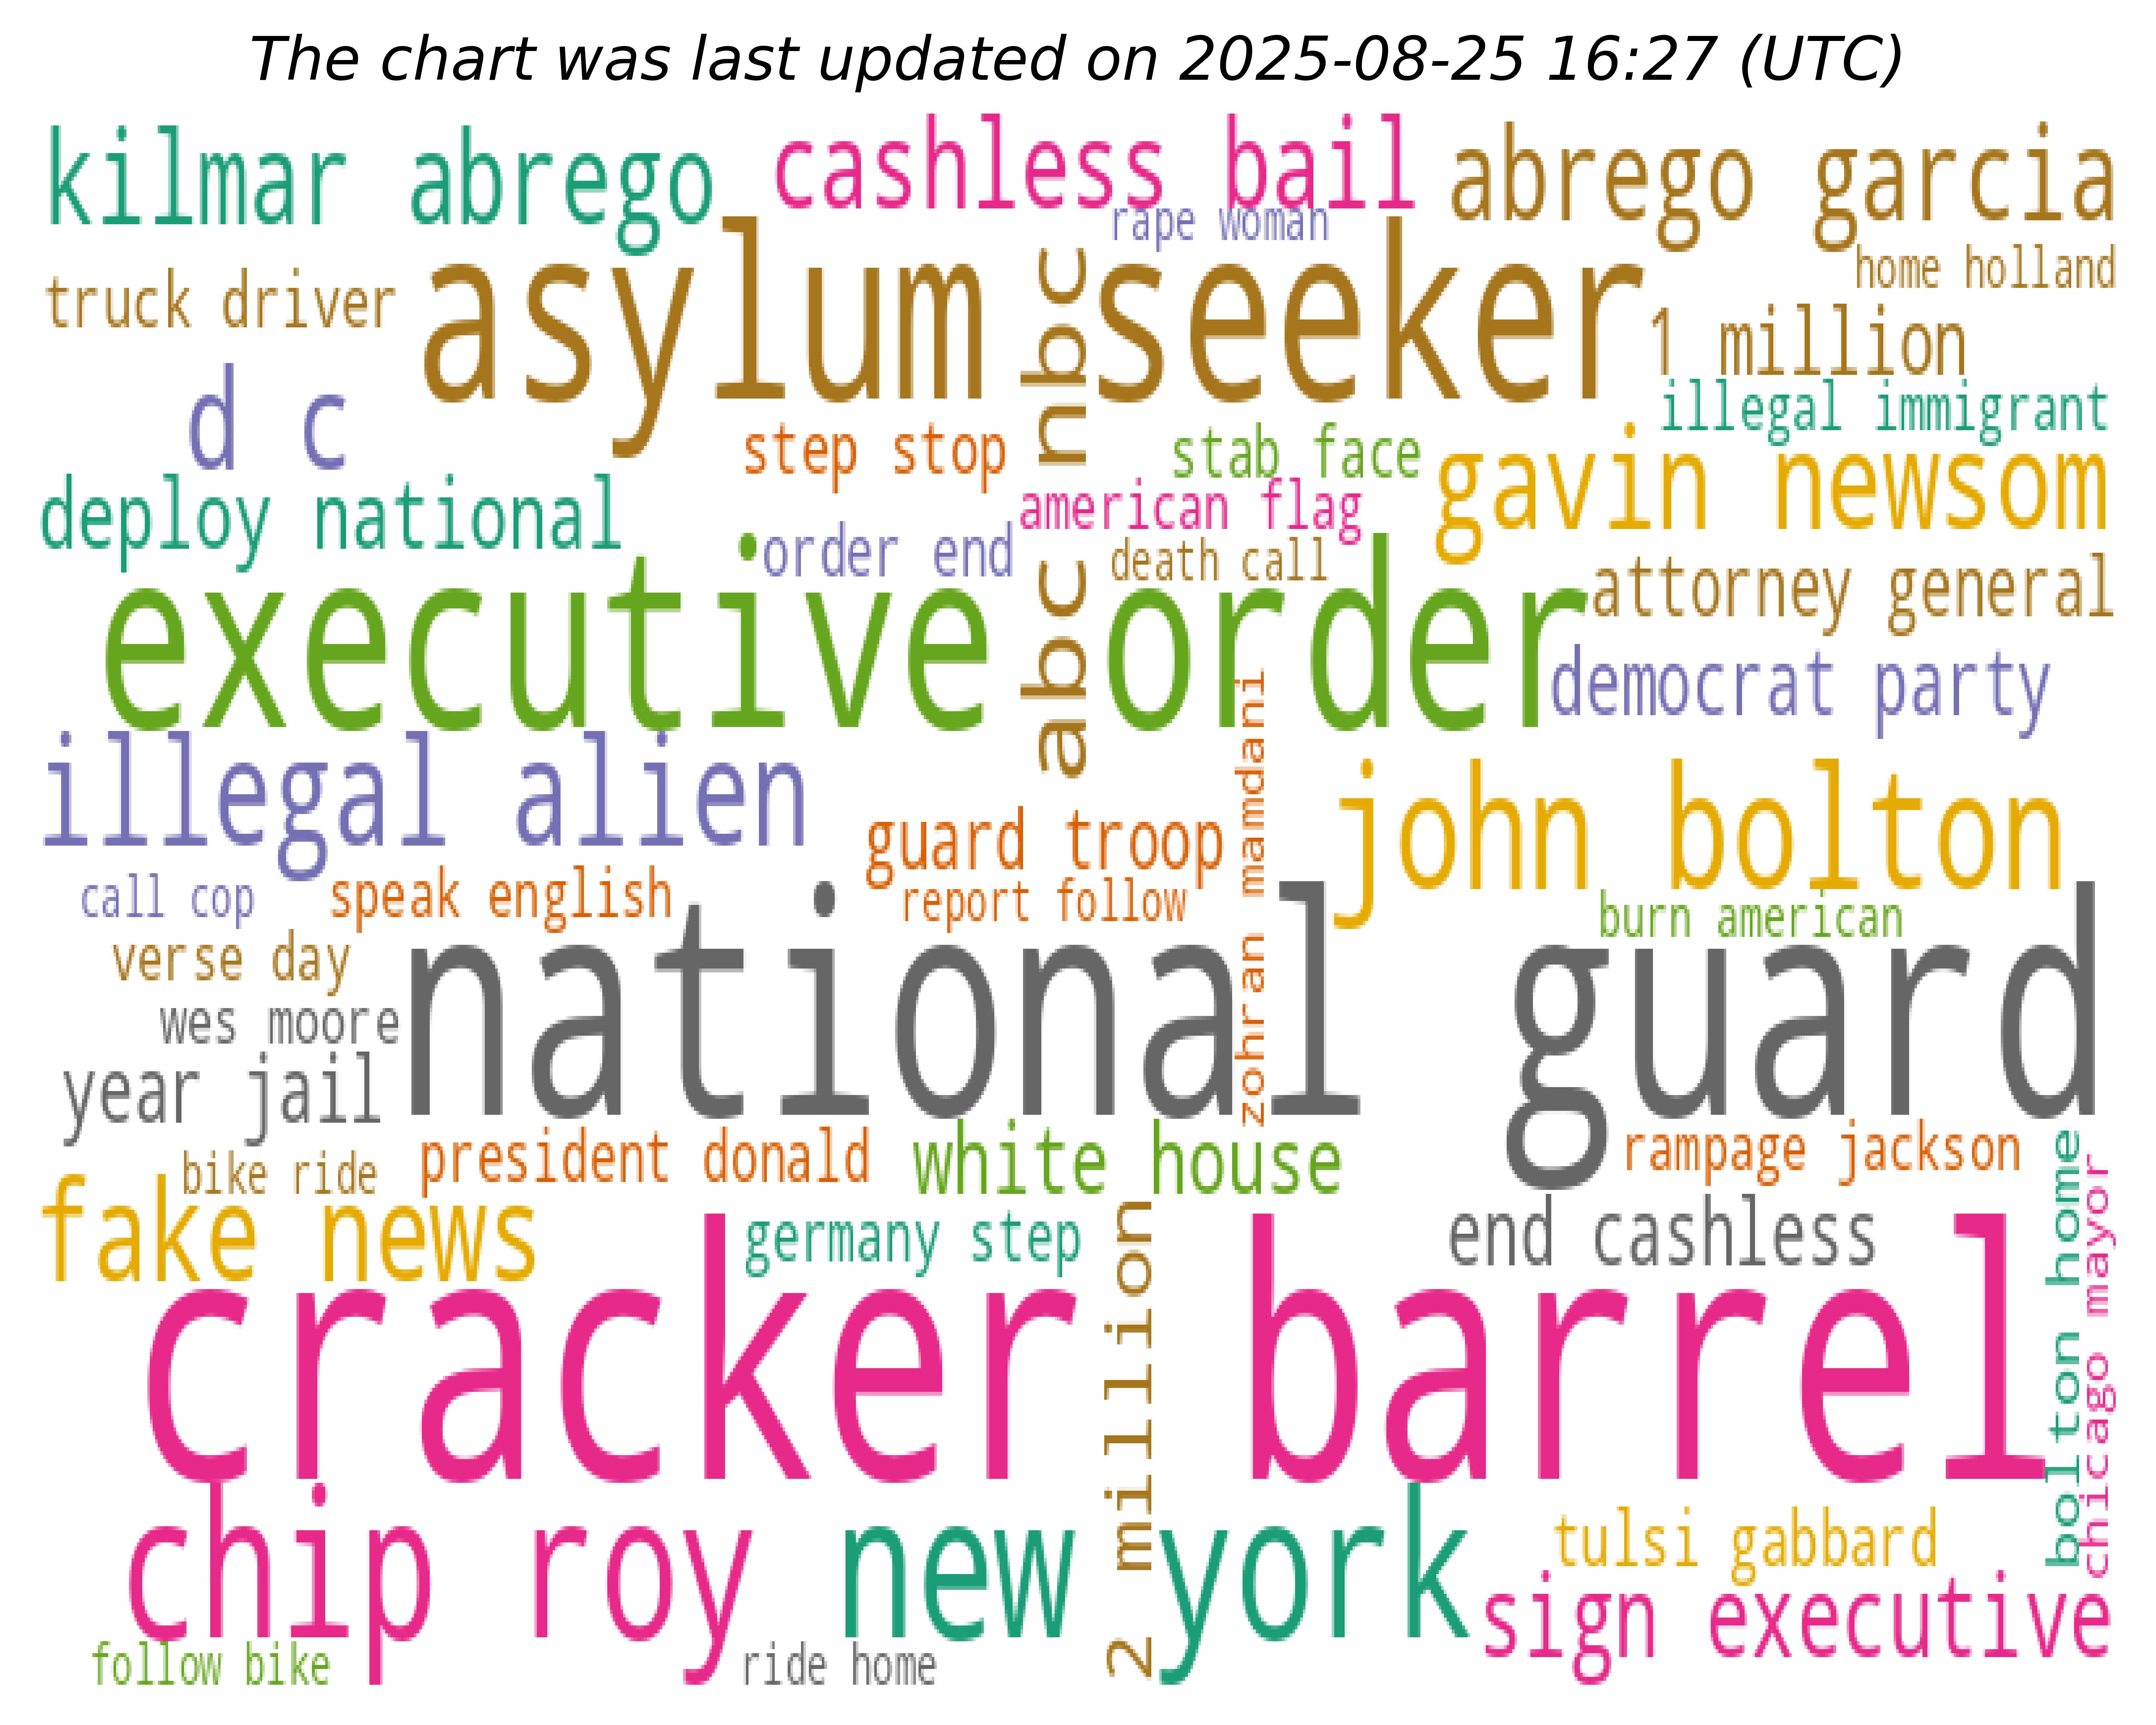 The chart was last updated on 2025-08-25 16:27 (UTC)
kilmar abrego
cashless bail
abrego garcia
rape woman
home holland
truck driver
asylum seeker
nbc
1 million
d c
illegal immigrant
step stop
stab face
gavin newsom
deploy national
american flag
order end
death call
abc
executive order
attorney general
democrat party
zohran mamdani
illegal alien
john bolton
guard troop
call cop
speak english
report follow
burn american
verse day
national guard
wes moore
year jail
president donald
white house
rampage jackson
bike ride
bolton home
chicago mayor
fake news
germany step
end cashless
2 million
cracker barrel
chip roy
new york
tulsi gabbard
sign executive
follow bike
ride home